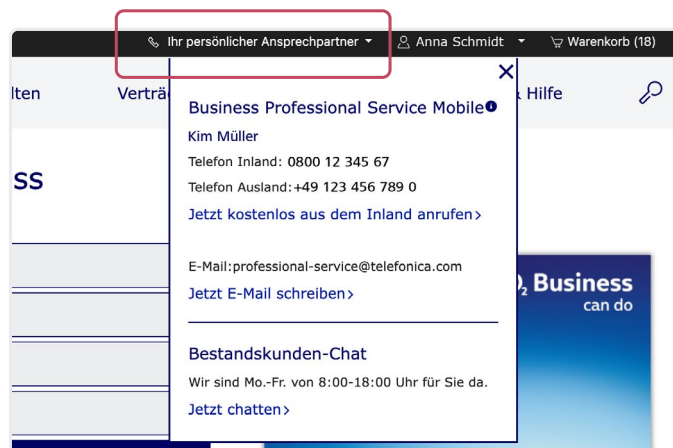 Ihr persönlicher Ansprechpartner
Anna Schmidt
Warenkorb (18)
lten
Verträ
Hilfe
ss
Business Professional Service Mobile
Kim Müller
Telefon Inland: 0800 12 345 67
Telefon Ausland:+49 123 456 789 0
Jetzt kostenlos aus dem Inland anrufen>
E-Mail:professional-service@telefonica.com
Jetzt E-Mail schreiben>
Bestandskunden-Chat
Wir sind Mo.-Fr. von 8:00-18:00 Uhr für Sie da.
Jetzt chatten>
O₂ Business
can do